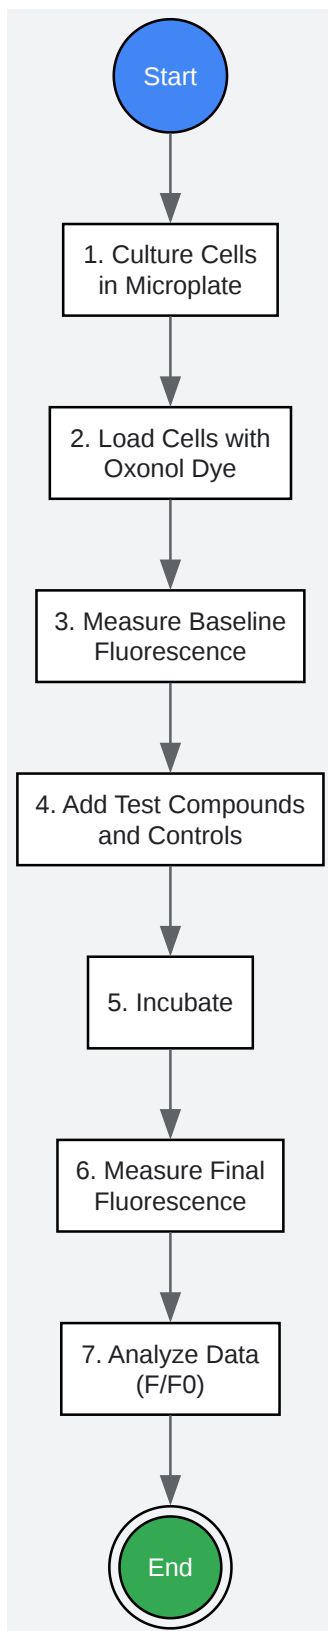 Start
1. Culture Cells
in Microplate
2. Load Cells with
Oxonol Dye
3. Measure Baseline
Fluorescence
4. Add Test Compounds
and Controls
5. Incubate
6. Measure Final
Fluorescence
7. Analyze Data
(F/F0)
End